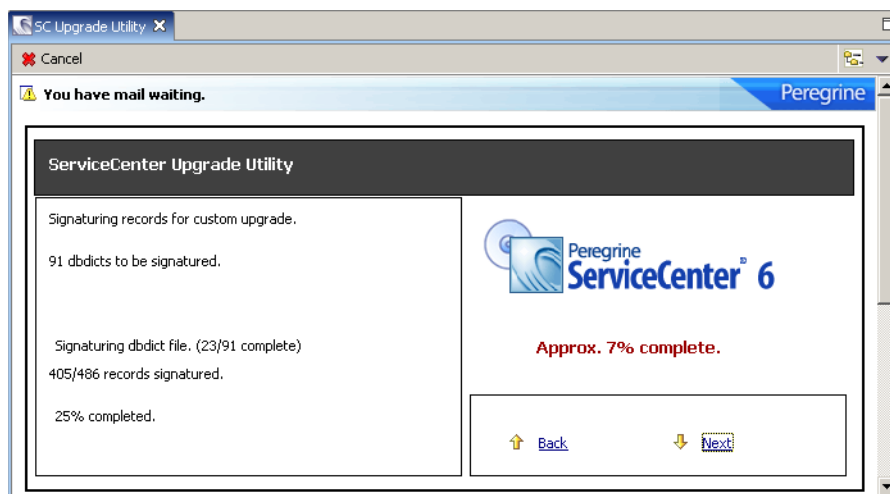 SC Upgrade Utility
Cancel
You have mail waiting.
Peregrine
ServiceCenter Upgrade Utility
Signaturing records for custom upgrade.
91 dbdicts to be signatured.
Signaturing dbdict file. (23/91 complete)
405/486 records signatured.
25% completed.
Peregrine
ServiceCenter 6
Approx. 7% complete.
Back
Next